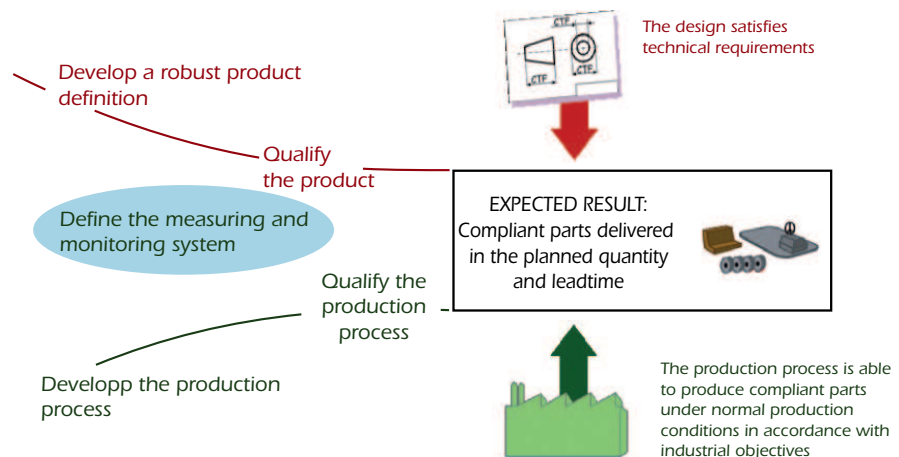 CTF
CTF
CTF
The design satisfies
technical requirements
Develop a robust product
definition
Qualify
the product
Define the measuring and
monitoring system
EXPECTED RESULT:
Compliant parts delivered
in the planned quantity
and leadtime
Qualify the
production
process
Developp the production
process
The production process is able
to produce compliant parts
under normal production
conditions in accordance with
industrial objectives